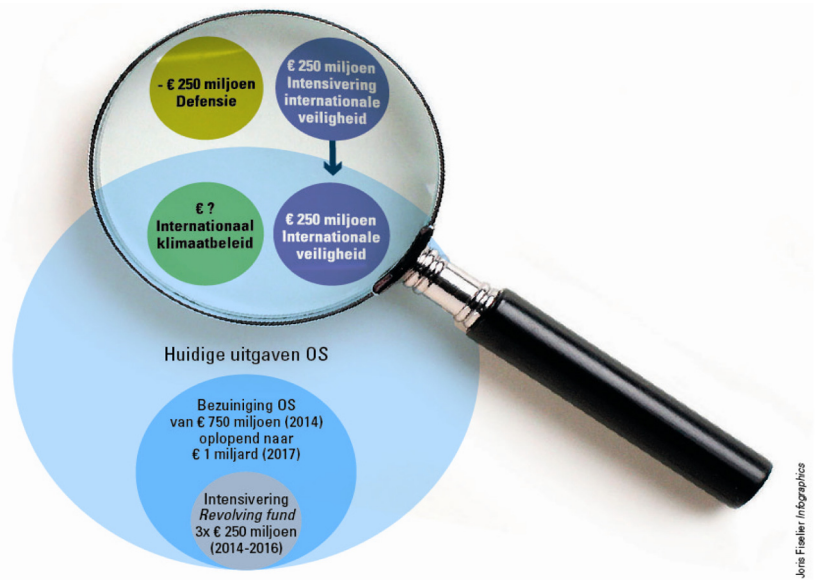 - € 250 miljoen
Defensie
€ 250 miljoen
Intensivering
internationale
veiligheid
€ ?
Internationaal
klimaatbeleid
€ 250 miljoen
Internationale
veiligheid
Huidige uitgaven OS
Bezuiniging OS
van € 750 miljoen (2014)
oplopend naar
€ 1 miljard (2017)
Intensivering
Revolving fund
3x € 250 miljoen
(2014-2016)
Joris Fiselier Infographics